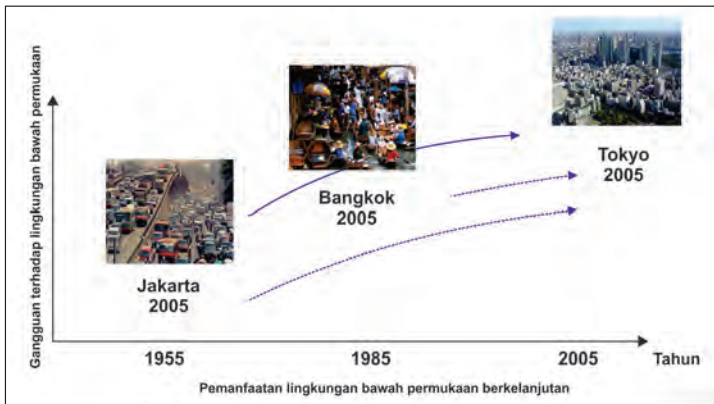 Gangguan terhadap lingkungan bawah permukaan
Jakarta
2005
Bangkok
2005
Tokyo
2005
1955
1985
2005
Tahun
Pemanfaatan lingkungan bawah permukaan berkelanjutan